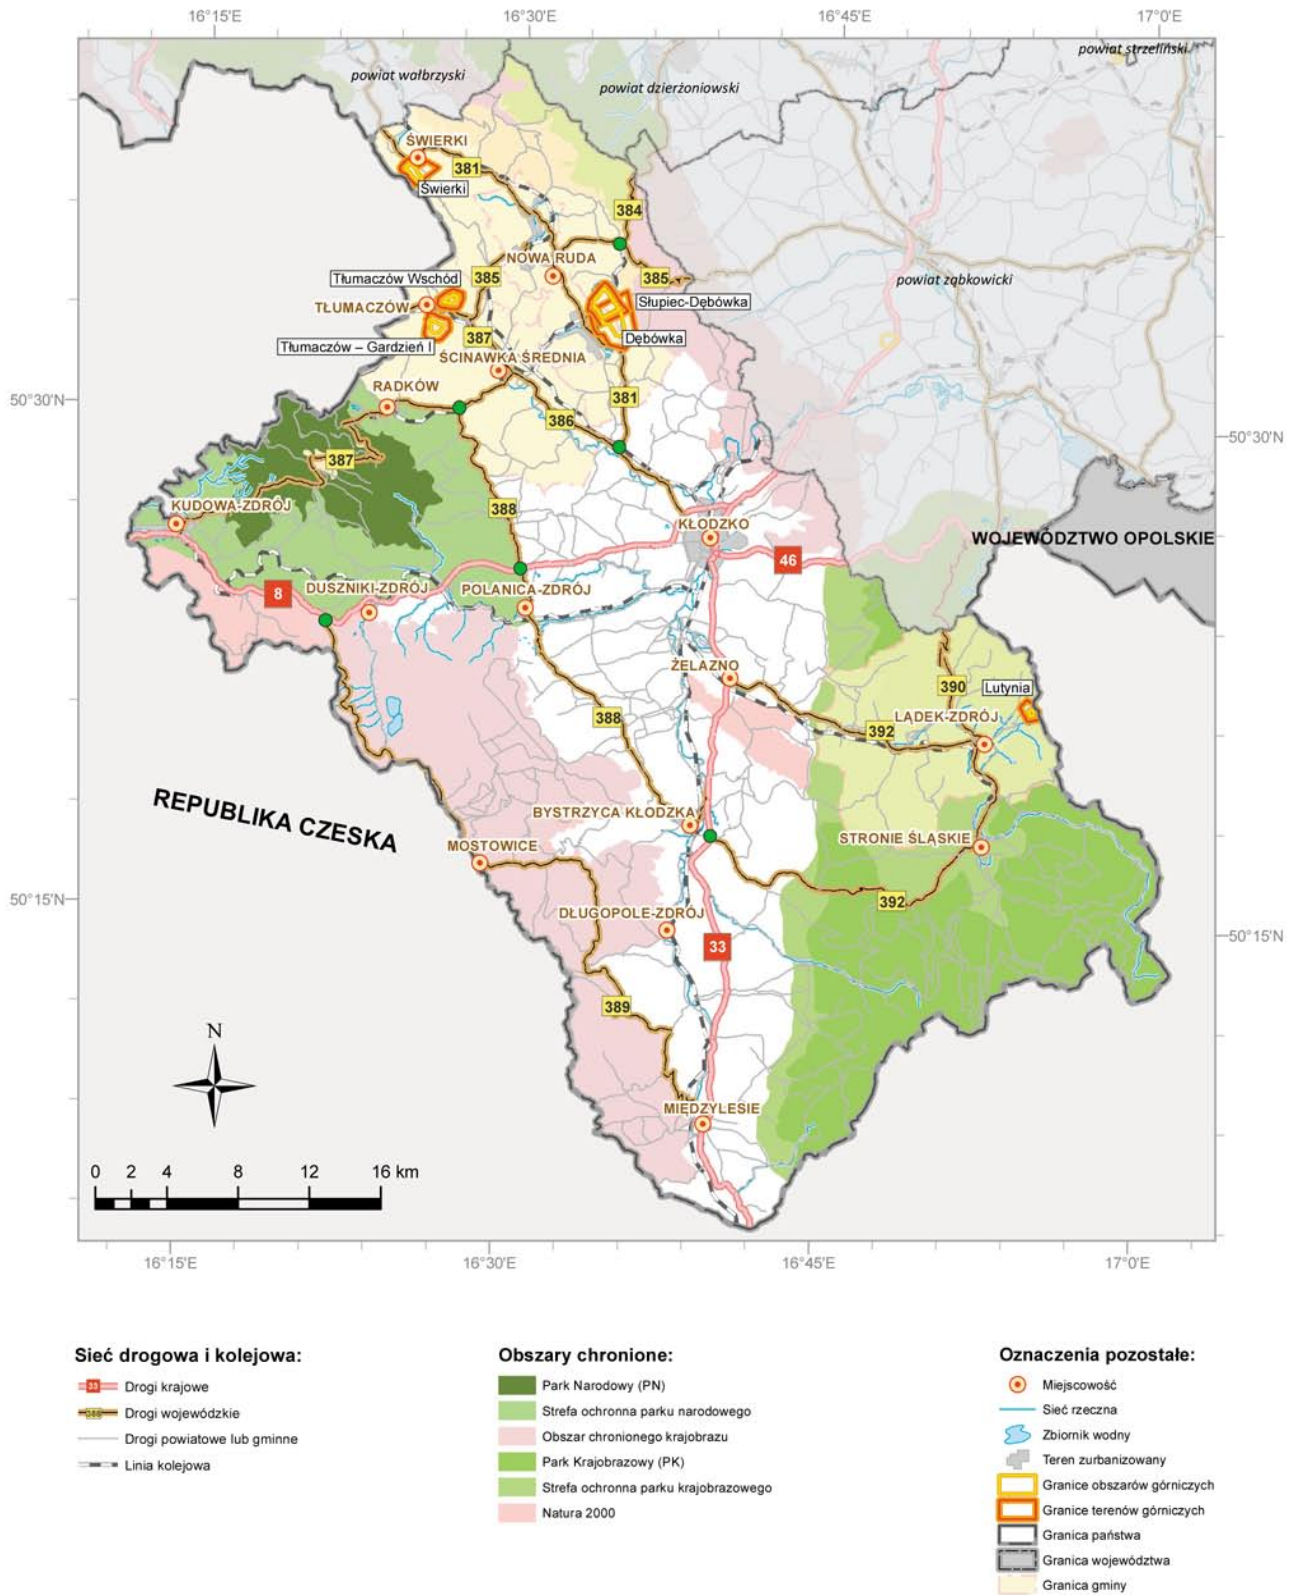 16°15'E 16°30'E 16°45'E 17°0'E
powiat strzeliński
powiat wałbrzyski
powiat dzierżoniowski
ŚWIERKI
381
Świerki
384
NOWA RUDA
385
385
powiat ząbkowicki
Tłumaczów Wschód
TŁUMACZÓW
Słupiec-Dębówka
387
Dębówka
Tłumaczów – Gardzień I
ŚCINAWKA ŚREDNIA
RADKÓW
50°30'N
381
386
50°30'N
387
KUDOWA-ZDRÓJ
388
KŁODZKO
WOJEWÓDZTWO OPOLSKIE
46
8
DUSZNIKI-ZDRÓJ
POLANICA-ZDRÓJ
ŻELAZNO
390
Lutynia
388
392
LĄDEK-ZDRÓJ
REPUBLIKA CZESKA
BYSTRZYCA KŁODZKA
MOSTOWICE
STRONIE ŚLĄSKIE
50°15'N
392
DŁUGOPOLE-ZDRÓJ
33
50°15'N
389
N
MIĘDZYLESIE
0 2 4 8 12 16 km
16°15'E 16°30'E 16°45'E 17°0'E
Sieć drogowa i kolejowa:
33 Drogi krajowe
388 Drogi wojewódzkie
Drogi powiatowe lub gminne
Linia kolejowa
Obszary chronione:
Park Narodowy (PN)
Strefa ochronna parku narodowego
Obszar chronionego krajobrazu
Park Krajobrazowy (PK)
Strefa ochronna parku krajobrazowego
Natura 2000
Oznaczenia pozostałe:
Miejscowość
Sieć rzeczna
Zbiornik wodny
Teren zurbanizowany
Granice obszarów górniczych
Granice terenów górniczych
Granica państwa
Granica województwa
Granica gminy